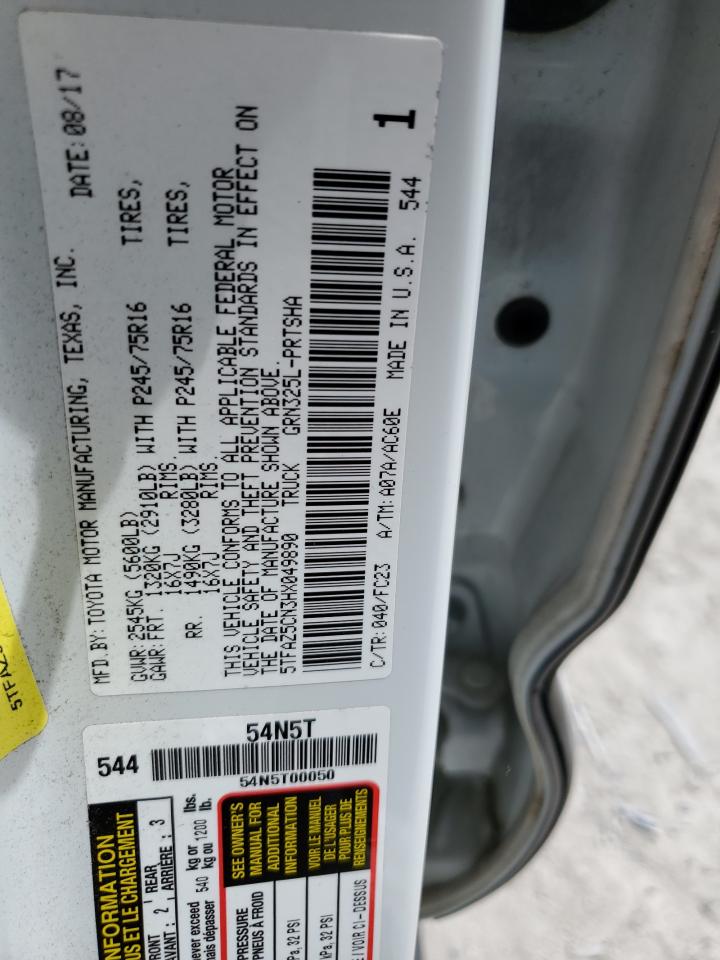 MFD.BY:TOYOTA MOTOR MANUFACTURING, TEXAS, INC. DATE:08/17
GVWR:2545KG (5600LB)
GAWR:FRT. 1320KG (2910LB) WITH P245/75R16 TIRES,
16X7J RIMS.
RR. 1490KG (3280LB) WITH P245/75R16 TIRES,
16X7J RIMS.
THIS VEHICLE CONFORMS TO ALL APPLICABLE FEDERAL MOTOR
VEHICLE SAFETY AND THEFT PREVENTION STANDARDS IN EFFECT ON
THE DATE OF MANUFACTURE SHOWN ABOVE.
5TFAZ5CN3HX049890 TRUCK GRN325L-PRTSHA
C/TR:040/FC23 A/TM:A07A/AC60E MADE IN U.S.A. 544
1
5TFAZ
544
54N5T
54N5T00050
INFORMATION
US ET LE CHARGEMENT
FRONT : 2 REAR : 3
AVANT : ARRIÈRE :
never exceed 540 kg or 1200 lbs.
mais dépasser kg ou lb.
SEE OWNER'S
MANUAL FOR
ADDITIONAL
INFORMATION
VOIR LE MANUEL
DE L'USAGER
POUR PLUS DE
RENSEIGNEMENTS
PRESSURE
PNEUS À FROID
kPa, 32 PSI
kPa, 32 PSI
E / VOIR CI-DESSUS